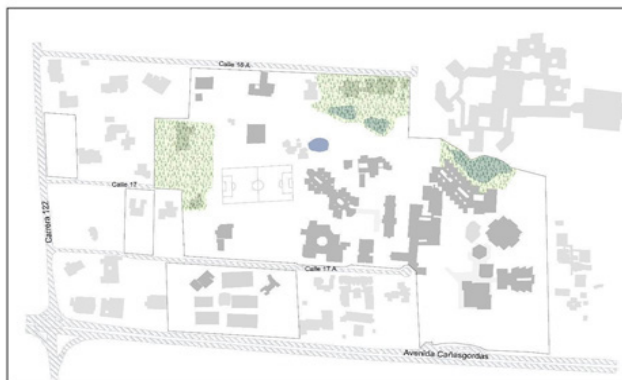 Calle 18 A
Calle 17
Carrera 122
Calle 17 A
Avenida Cañasgordas